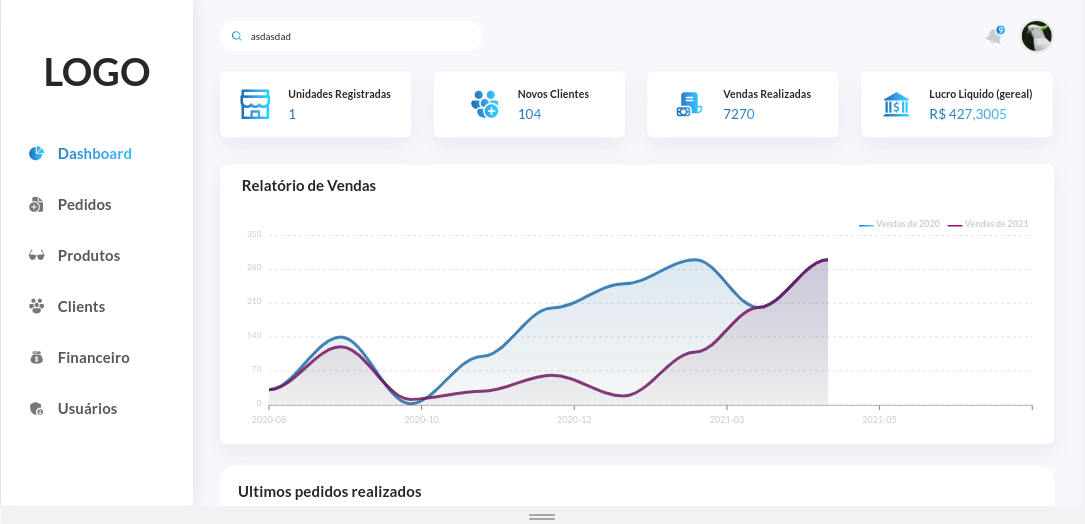 LOGO
Dashboard
Pedidos
Produtos
Clients
Financeiro
Usuários
asdasdad
9
Unidades Registradas
1
Novos Clientes
104
Vendas Realizadas
7270
Lucro Liquido (gereal)
R$ 427,3005
Relatório de Vendas
Vendas de 2020 Vendas de 2021
350
280
210
140
70
0
2020-08 2020-10 2020-12 2021-03 2021-05
Ultimos pedidos realizados